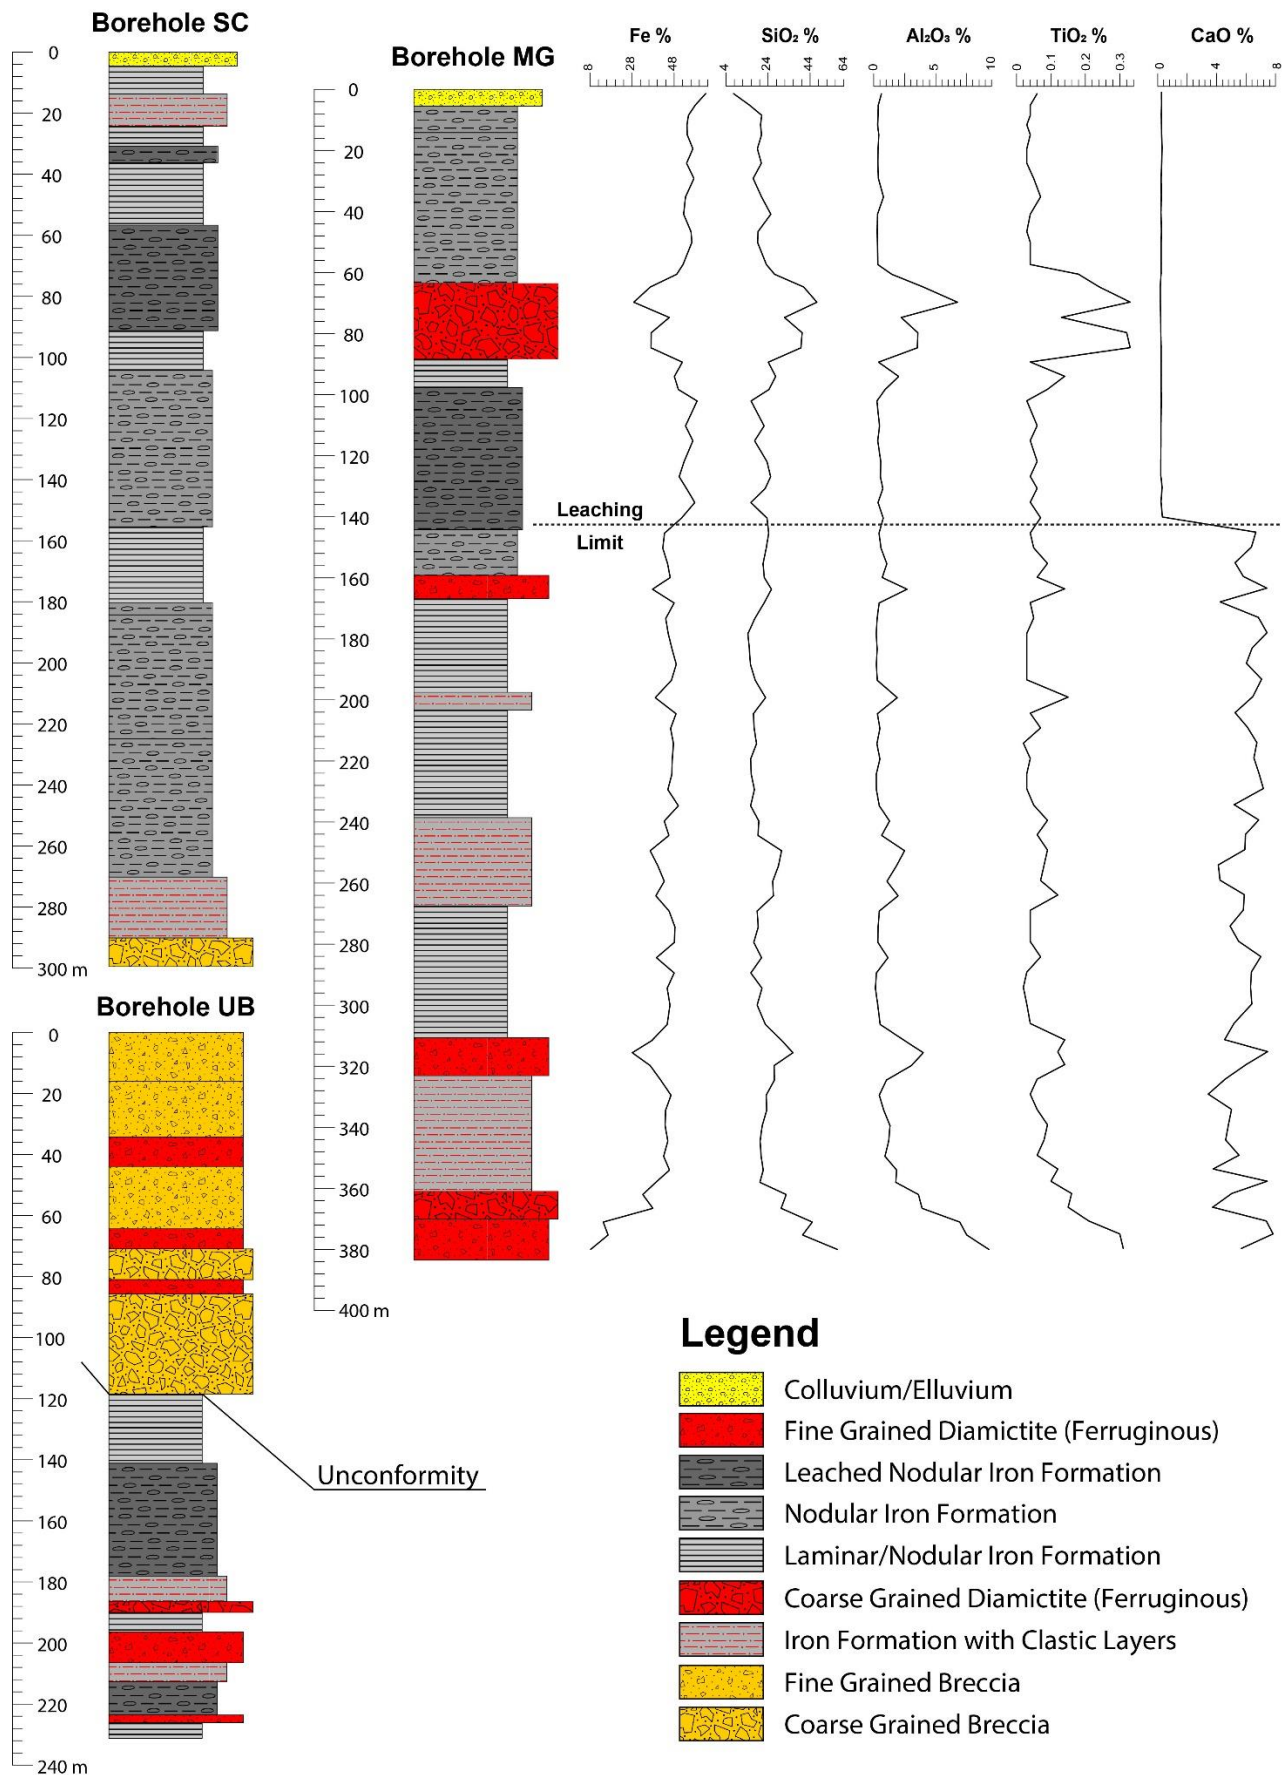 Borehole SC
0
20
40
60
80
100
120
140
160
180
200
220
240
260
280
300 m
Borehole UB
0
20
40
60
80
100
120
140
160
180
200
220
240 m
Unconformity
Borehole MG
0
20
40
60
80
100
120
140
160
180
200
220
240
260
280
300
320
340
360
380
400 m
Leaching
Limit
Fe %
8
28
48
SiO₂ %
4
24
44
64
Al₂O₃ %
0
5
10
TiO₂ %
0
0.1
0.2
0.3
CaO %
0
4
8
Legend
Colluvium/Elluvium
Fine Grained Diamictite (Ferruginous)
Leached Nodular Iron Formation
Nodular Iron Formation
Laminar/Nodular Iron Formation
Coarse Grained Diamictite (Ferruginous)
Iron Formation with Clastic Layers
Fine Grained Breccia
Coarse Grained Breccia